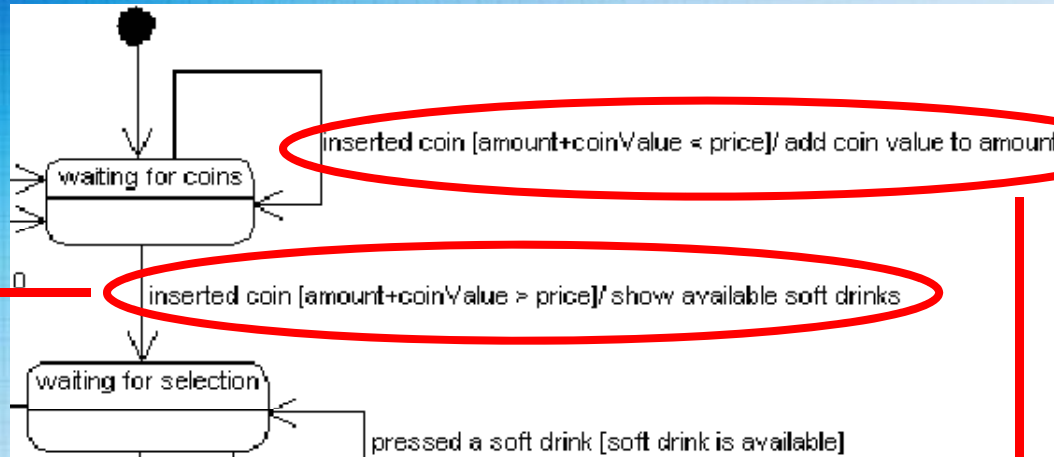 inserted coin [amount+coinValue < price]/ add coin value to amount
waiting for coins
0
inserted coin [amount+coinValue > price]/ show available soft drinks
waiting for selection
pressed a soft drink [soft drink is available]